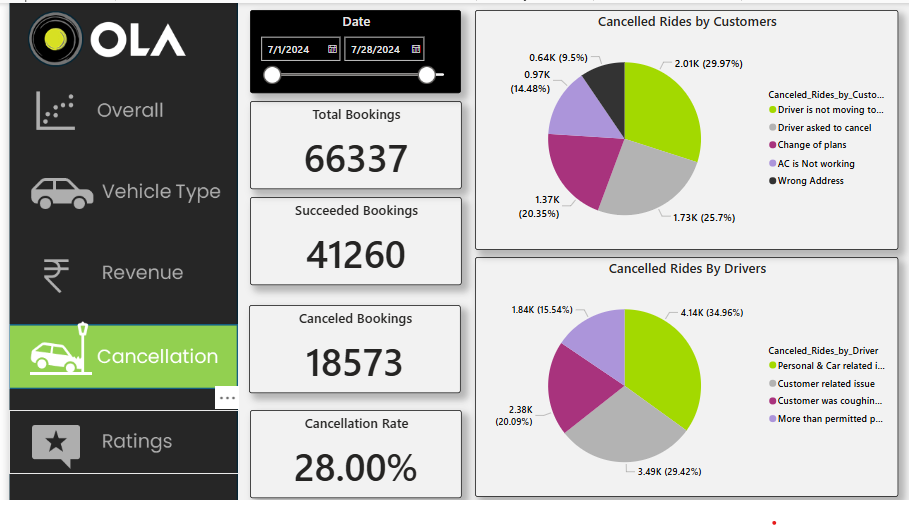 OLA
Overall
Vehicle Type
Revenue
Cancellation
...
Ratings
Date
7/1/2024
7/28/2024
Total Bookings
66337
Succeeded Bookings
41260
Canceled Bookings
18573
Cancellation Rate
28.00%
Cancelled Rides by Customers
0.64K (9.5%)
2.01K (29.97%)
0.97K
(14.48%)
1.37K
(20.35%)
1.73K (25.7%)
Canceled_Rides_by_Custo...
Driver is not moving to...
Driver asked to cancel
Change of plans
AC is Not working
Wrong Address
Cancelled Rides By Drivers
1.84K (15.54%)
4.14K (34.96%)
2.38K
(20.09%)
3.49K (29.42%)
Canceled_Rides_by_Driver
Personal & Car related i...
Customer related issue
Customer was coughin...
More than permitted p...